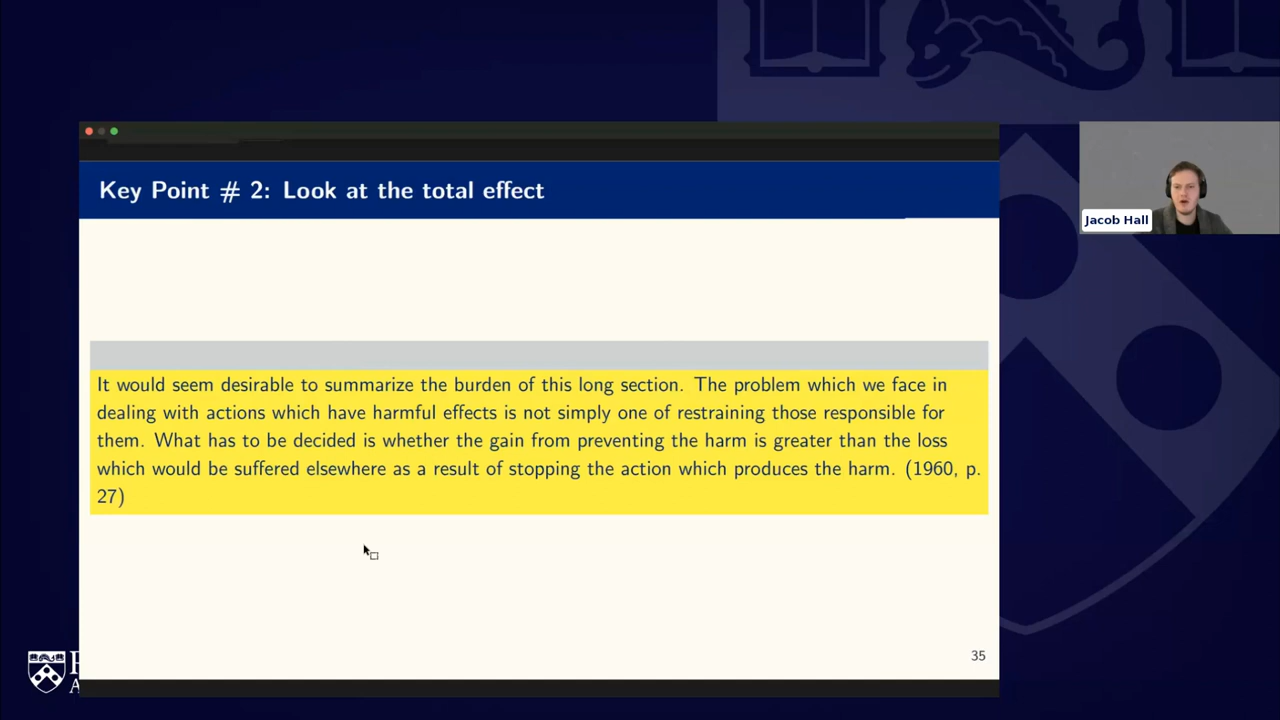 Key Point # 2: Look at the total effect
Jacob Hall
It would seem desirable to summarize the burden of this long section. The problem which we face in
dealing with actions which have harmful effects is not simply one of restraining those responsible for
them. What has to be decided is whether the gain from preventing the harm is greater than the loss
which would be suffered elsewhere as a result of stopping the action which produces the harm. (1960, p.
27)
35